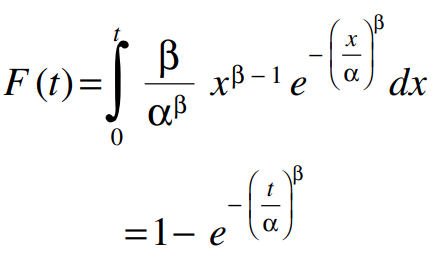 F(t) = ∫₀ᵗ (β / α^β) x^(β – 1) e^(–(x/α)^β) dx
= 1 – e^(–(t/α)^β)